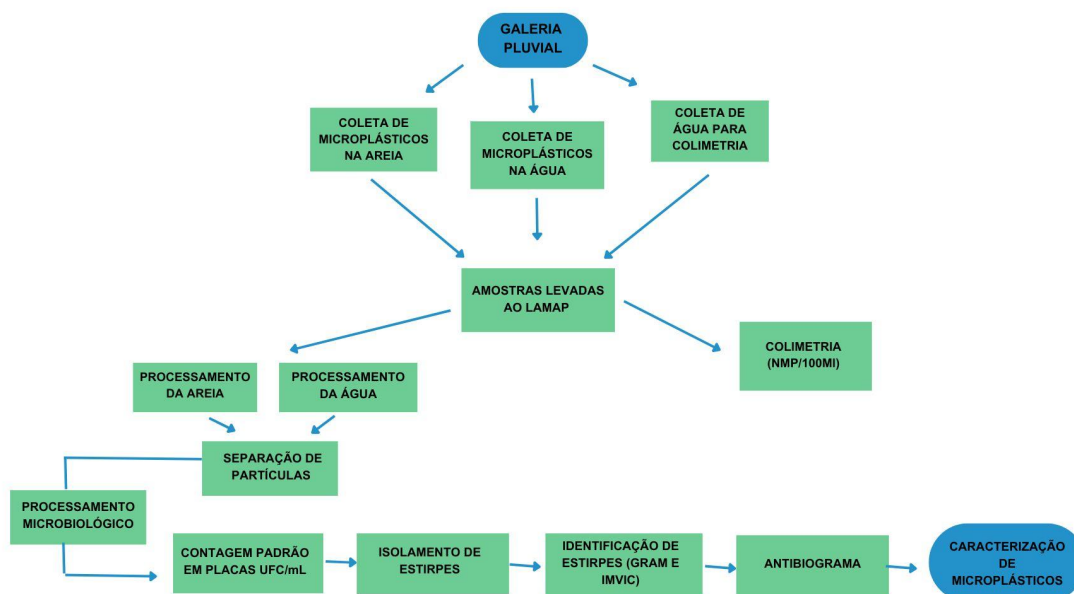 GALERIA
PLUVIAL
COLETA DE
MICROPLÁSTICOS
NA AREIA
COLETA DE
MICROPLÁSTICOS
NA ÁGUA
COLETA DE
ÁGUA PARA
COLIMETRIA
AMOSTRAS LEVADAS
AO LAMAP
COLIMETRIA
(NMP/100Ml)
PROCESSAMENTO
DA AREIA
PROCESSAMENTO
DA ÁGUA
SEPARAÇÃO DE
PARTÍCULAS
PROCESSAMENTO
MICROBIOLÓGICO
CONTAGEM PADRÃO
EM PLACAS UFC/mL
ISOLAMENTO DE
ESTIRPES
IDENTIFICAÇÃO DE
ESTIRPES (GRAM E
IMVIC)
ANTIBIOGRAMA
CARACTERIZAÇÃO
DE
MICROPLÁSTICOS